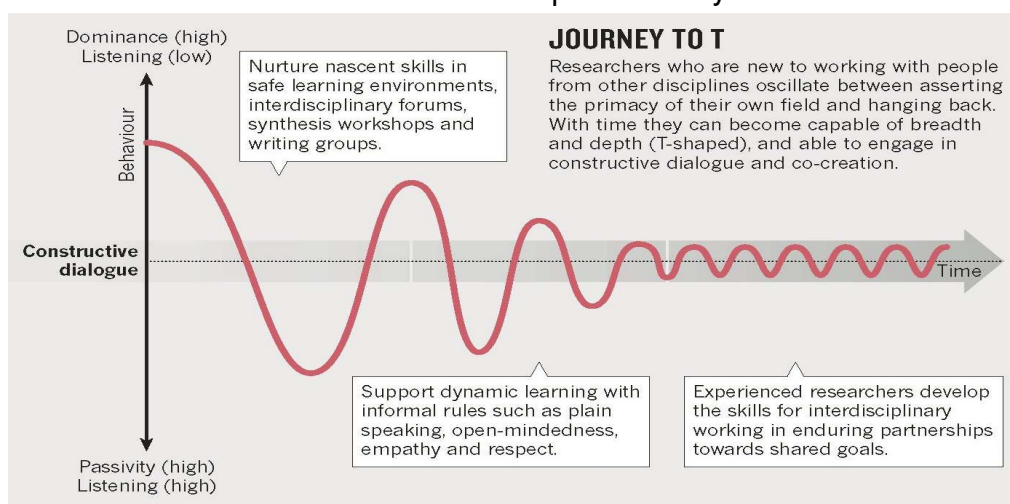 Dominance (high)
Listening (low)
Behaviour
Constructive
dialogue
Passivity (high)
Listening (high)
Nurture nascent skills in
safe learning environments,
interdisciplinary forums,
synthesis workshops and
writing groups.
JOURNEY TO T
Researchers who are new to working with people
from other disciplines oscillate between asserting
the primacy of their own field and hanging back.
With time they can become capable of breadth
and depth (T-shaped), and able to engage in
constructive dialogue and co-creation.
Time
Support dynamic learning with
informal rules such as plain
speaking, open-mindedness,
empathy and respect.
Experienced researchers develop
the skills for interdisciplinary
working in enduring partnerships
towards shared goals.